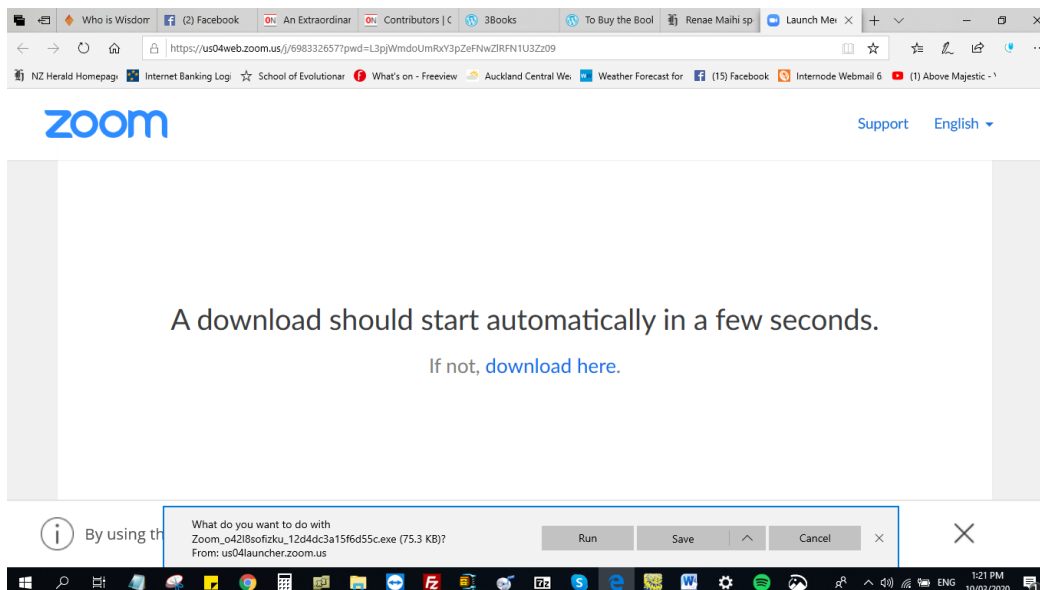 Who is Wisdom
(2) Facebook
An Extraordinar
Contributors | C
3Books
To Buy the Bool
Renae Maihi sp
Launch Mee
https://us04web.zoom.us/j/698332657?pwd=L3pjWmdoUmRxY3pZeFNwZlRFN1U3Zz09
NZ Herald Homepage
Internet Banking Logi
School of Evolutionar
What's on - Freeview
Auckland Central We
Weather Forecast for
(15) Facebook
Internode Webmail 6
(1) Above Majestic -
zoom
Support
English
A download should start automatically in a few seconds.
If not, download here.
By using th
What do you want to do with
Zoom_o42l8sofizku_12d4dc3a15f6d55c.exe (75.3 KB)?
From: us04launcher.zoom.us
Run
Save
Cancel
ENG
1:21 PM
10/03/2020